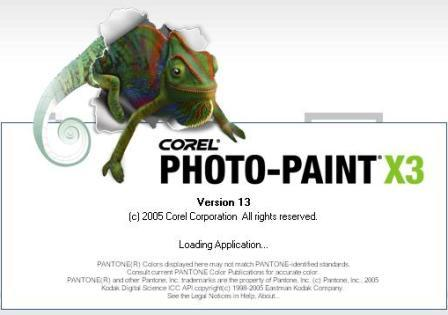 COREL®
PHOTO-PAINT® X3
Version 13
(c) 2005 Corel Corporation All rights reserved.
Loading Application...
PANTONE(R) Colors displayed here may not match PANTONE-identified standards.
Consult current PANTONE Color Publications for accurate color.
PANTONE(R) and other Pantone, Inc. trademarks are the property of Pantone, Inc. (c) Pantone, Inc., 2005
Kodak Digital Science ICC API copyright(c) 1998-2005 Eastman Kodak Company.
See the Legal Notices in Help, About...